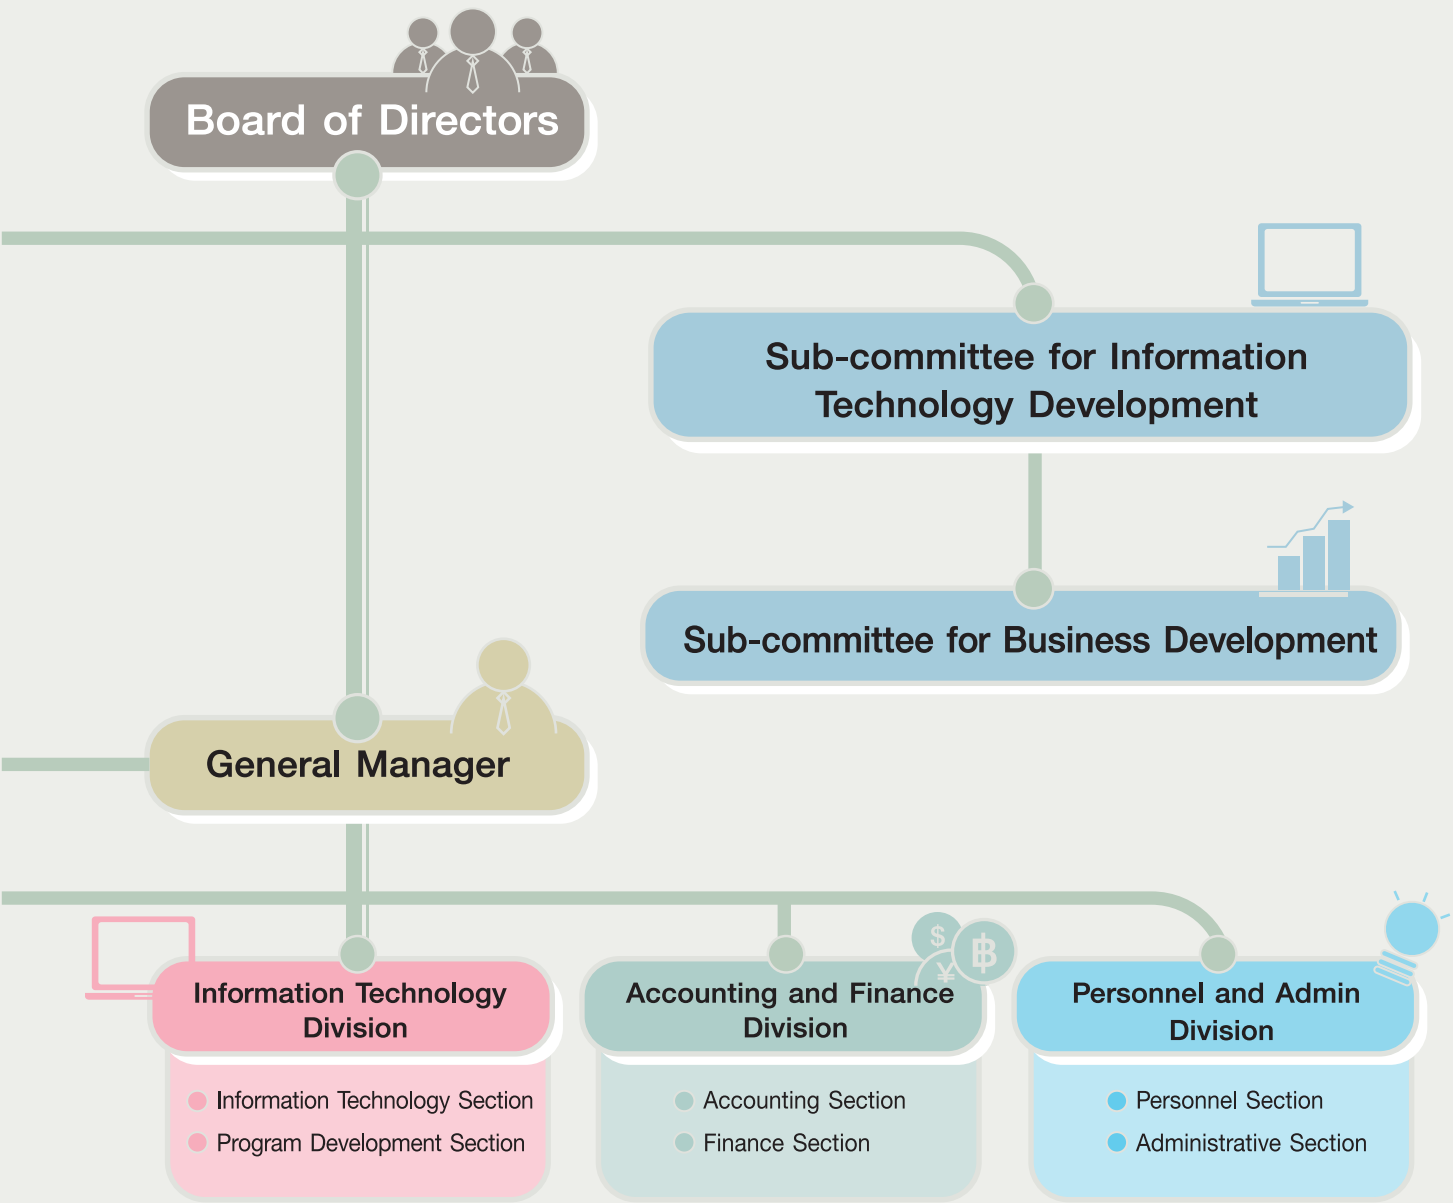 Board of Directors
Sub-committee for Information
Technology Development
Sub-committee for Business Development
General Manager
$ ฿ ¥
Information Technology
Division
Information Technology Section
Program Development Section
Accounting and Finance
Division
Accounting Section
Finance Section
Personnel and Admin
Division
Personnel Section
Administrative Section